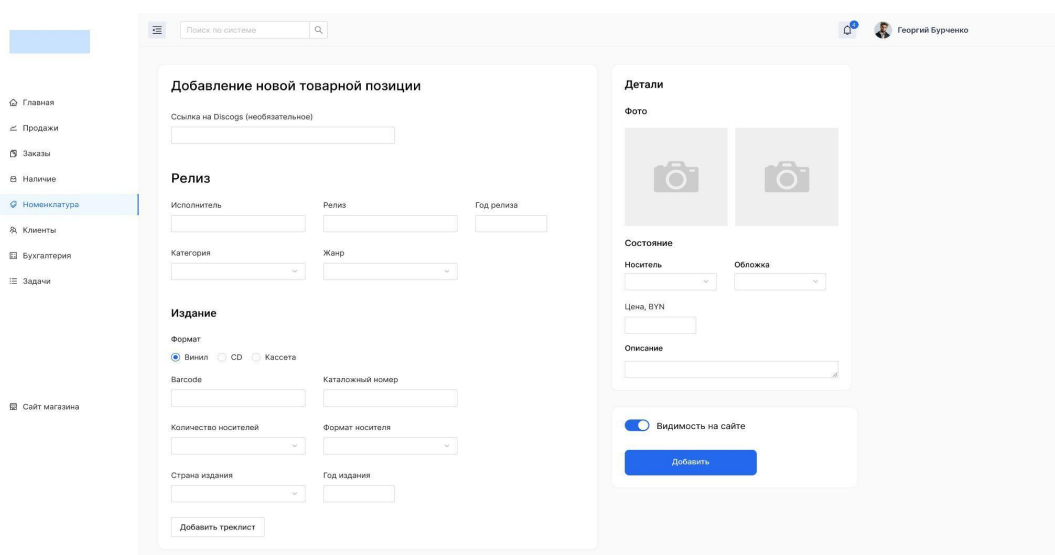 Поиск по системе
4
Георгий Бурченко
Главная
Продажи
Заказы
Наличие
Номенклатура
Клиенты
Бухгалтерия
Задачи
Сайт магазина
Добавление новой товарной позиции
Ссылка на Discogs (необязательное)
Релиз
Исполнитель Релиз Год релиза
Категория Жанр
Издание
Формат
Винил CD Кассета
Barcode Каталожный номер
Количество носителей Формат носителя
Страна издания Год издания
Добавить треклист
Детали
Фото
Состояние
Носитель Обложка
Цена, BYN
Описание
Видимость на сайте
Добавить